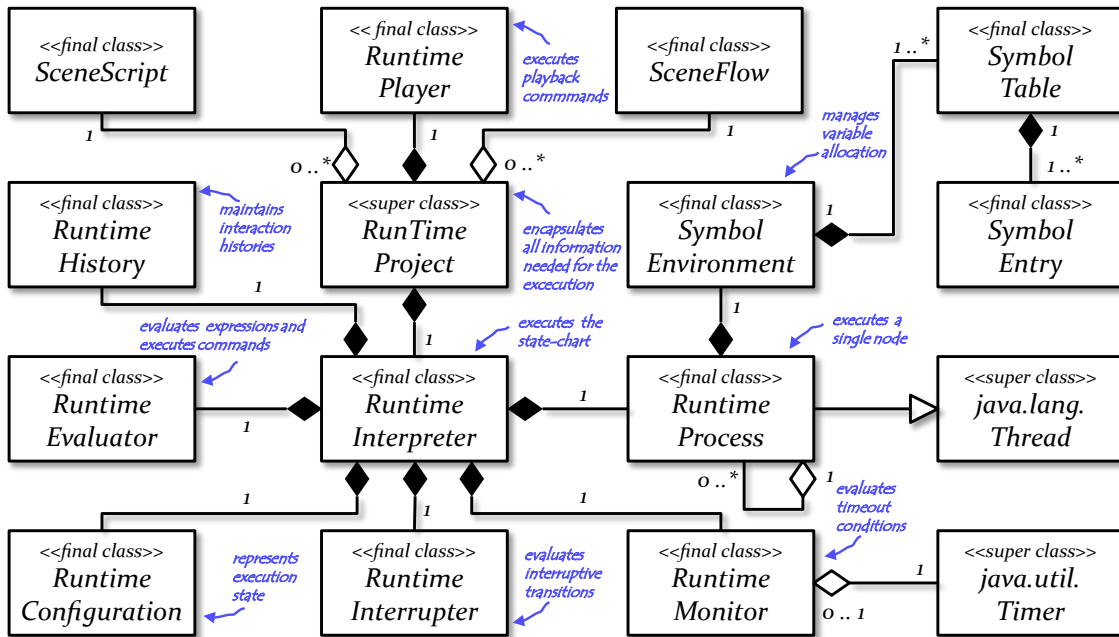 <<final class>>
SceneScript
<< final class>>
Runtime
Player
executes
playback
commmands
<<final class>>
SceneFlow
<<final class>>
Symbol
Table
1 .. *
1
1
1
1
0 .. *
0 .. *
manages
variable
allocation
1 .. *
<<final class>>
Runtime
History
maintains
interaction
histories
<<super class>>
RunTime
Project
encapsulates
all information
needed for the
excecution
<<final class>>
Symbol
Environment
1
<<final class>>
Symbol
Entry
1
1
1
evaluates expressions and
executes commands
executes the
state-chart
executes a
single node
<<final class>>
Runtime
Evaluator
1
<<final class>>
Runtime
Interpreter
1
<<final class>>
Runtime
Process
<<super class>>
java.lang.
Thread
0 .. *
1
1
1
1
evaluates
timeout
conditions
<<final class>>
Runtime
Configuration
represents
execution
state
<<final class>>
Runtime
Interrupter
evaluates
interruptive
transitions
<<final class>>
Runtime
Monitor
0 .. 1
1
<<super class>>
java.util.
Timer